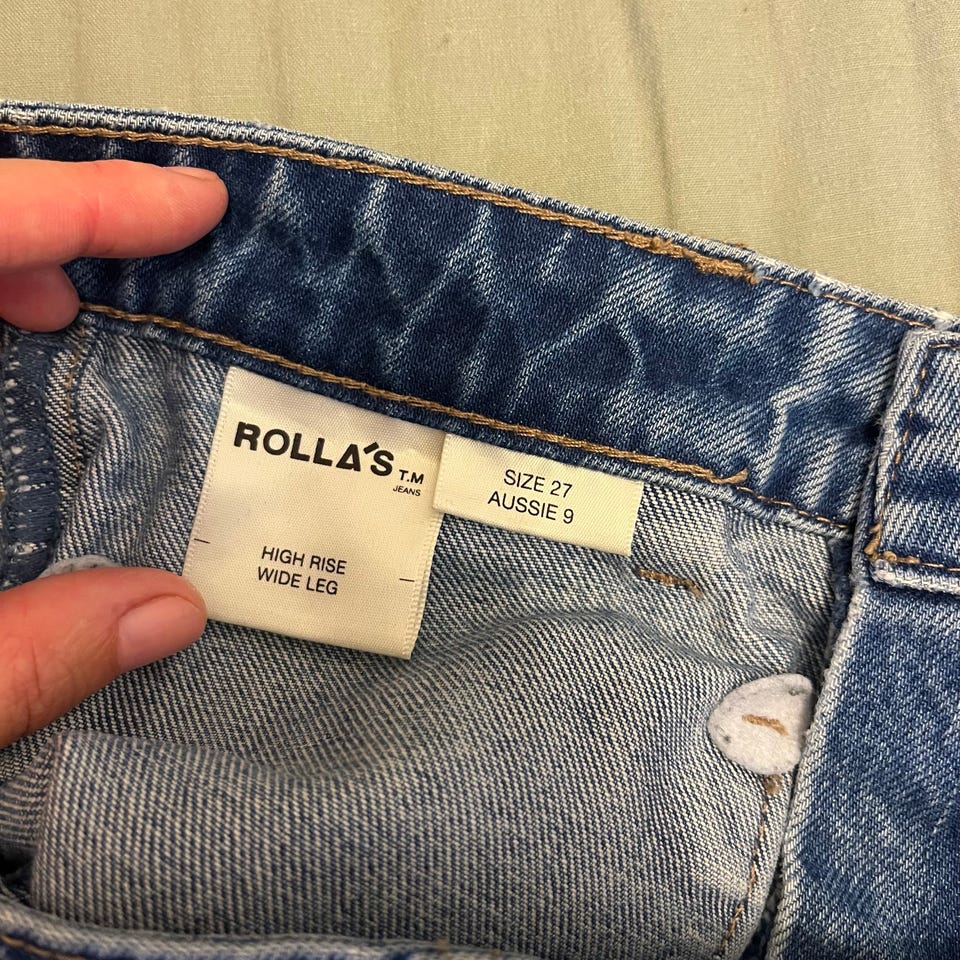 ROLLA'S T.M
JEANS
HIGH RISE
WIDE LEG
SIZE 27
AUSSIE 9